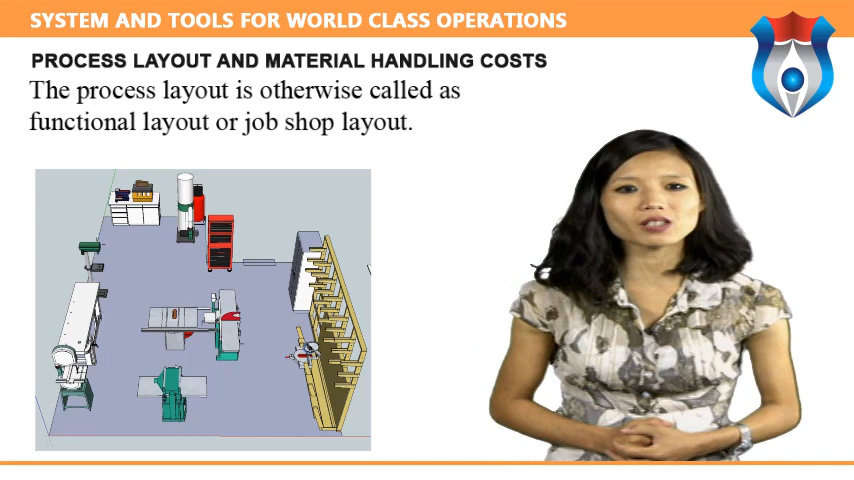 SYSTEM AND TOOLS FOR WORLD CLASS OPERATIONS
PROCESS LAYOUT AND MATERIAL HANDLING COSTS
The process layout is otherwise called as
functional layout or job shop layout.